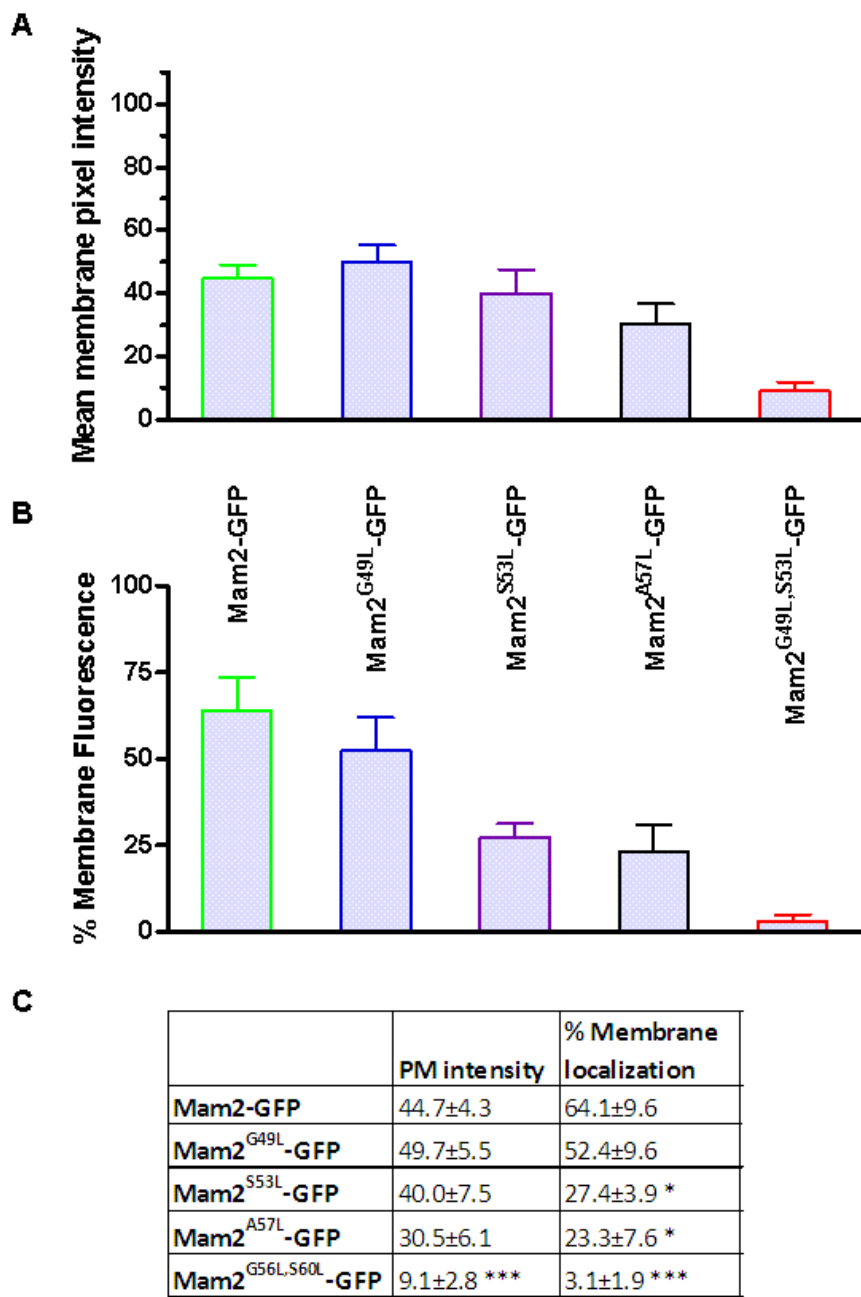 A
Mean membrane pixel intensity
100
80
60
40
20
0
B
Mam2-GFP
Mam2G49L-GFP
Mam2S53L-GFP
Mam2A57L-GFP
Mam2G49L,S53L-GFP
% Membrane Fluorescence
100
75
50
25
0
C
PM intensity % Membrane localization
Mam2-GFP 44.7±4.3 64.1±9.6
Mam2G49L-GFP 49.7±5.5 52.4±9.6
Mam2S53L-GFP 40.0±7.5 27.4±3.9 *
Mam2A57L-GFP 30.5±6.1 23.3±7.6 *
Mam2G56L,S60L-GFP 9.1±2.8 *** 3.1±1.9 ***